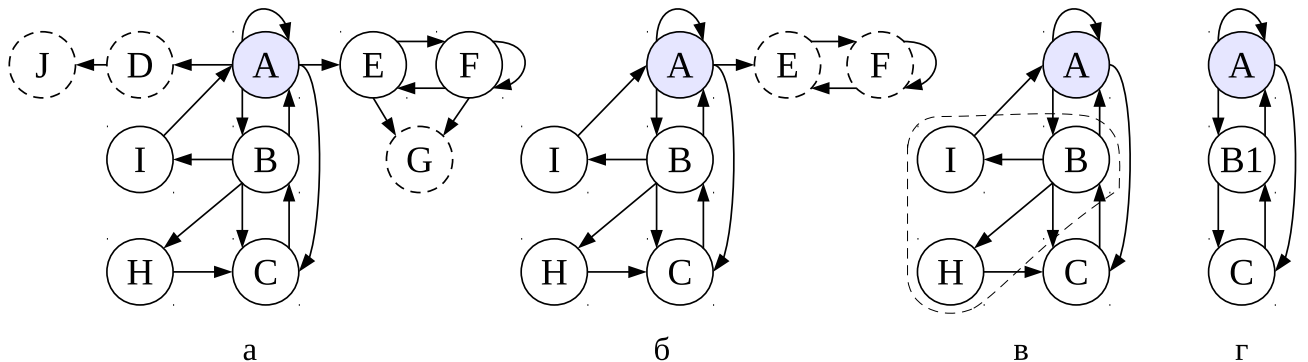 J D A E F A E F A A
I B G I B I B B1
H C H C H C C
а б в г